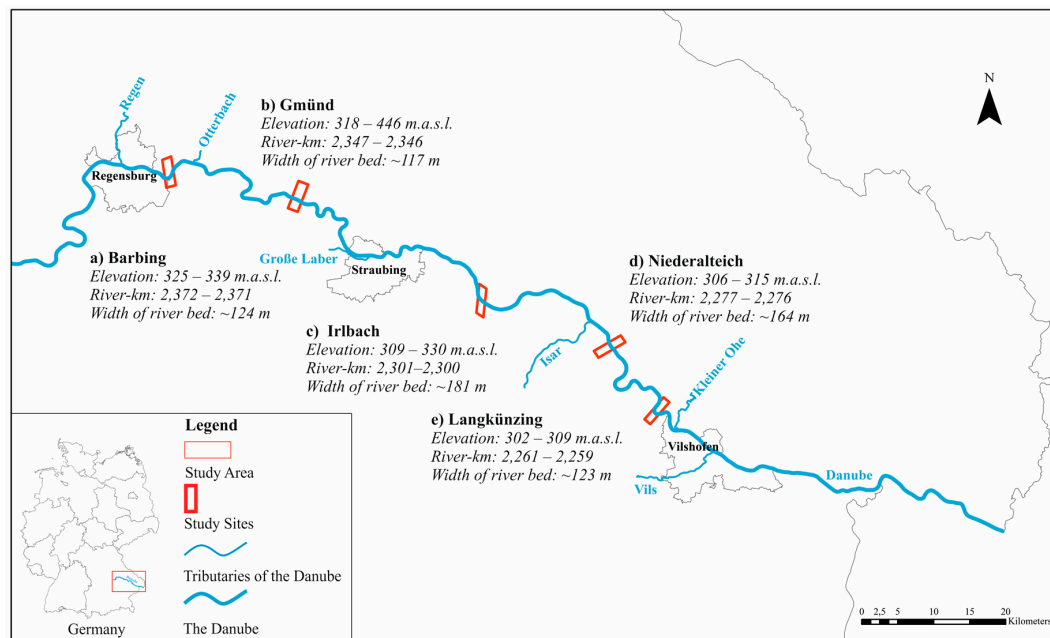 N
Regen
Otterbach
b) Gmünd
Elevation: 318 – 446 m.a.s.l.
River-km: 2,347 – 2,346
Width of river bed: ~117 m
Regensburg
a) Barbing
Elevation: 325 – 339 m.a.s.l.
River-km: 2,372 – 2,371
Width of river bed: ~124 m
Große Laber
Straubing
d) Niederalteich
Elevation: 306 – 315 m.a.s.l.
River-km: 2,277 – 2,276
Width of river bed: ~164 m
c) Irlbach
Elevation: 309 – 330 m.a.s.l.
River-km: 2,301–2,300
Width of river bed: ~181 m
Isar
Kleiner Ohe
e) Langkünzing
Elevation: 302 – 309 m.a.s.l.
River-km: 2,261 – 2,259
Width of river bed: ~123 m
Vilshofen
Vils
Danube
Legend
Study Area
Study Sites
Tributaries of the Danube
The Danube
Germany
0 2,5 5 10 15 20
Kilometers